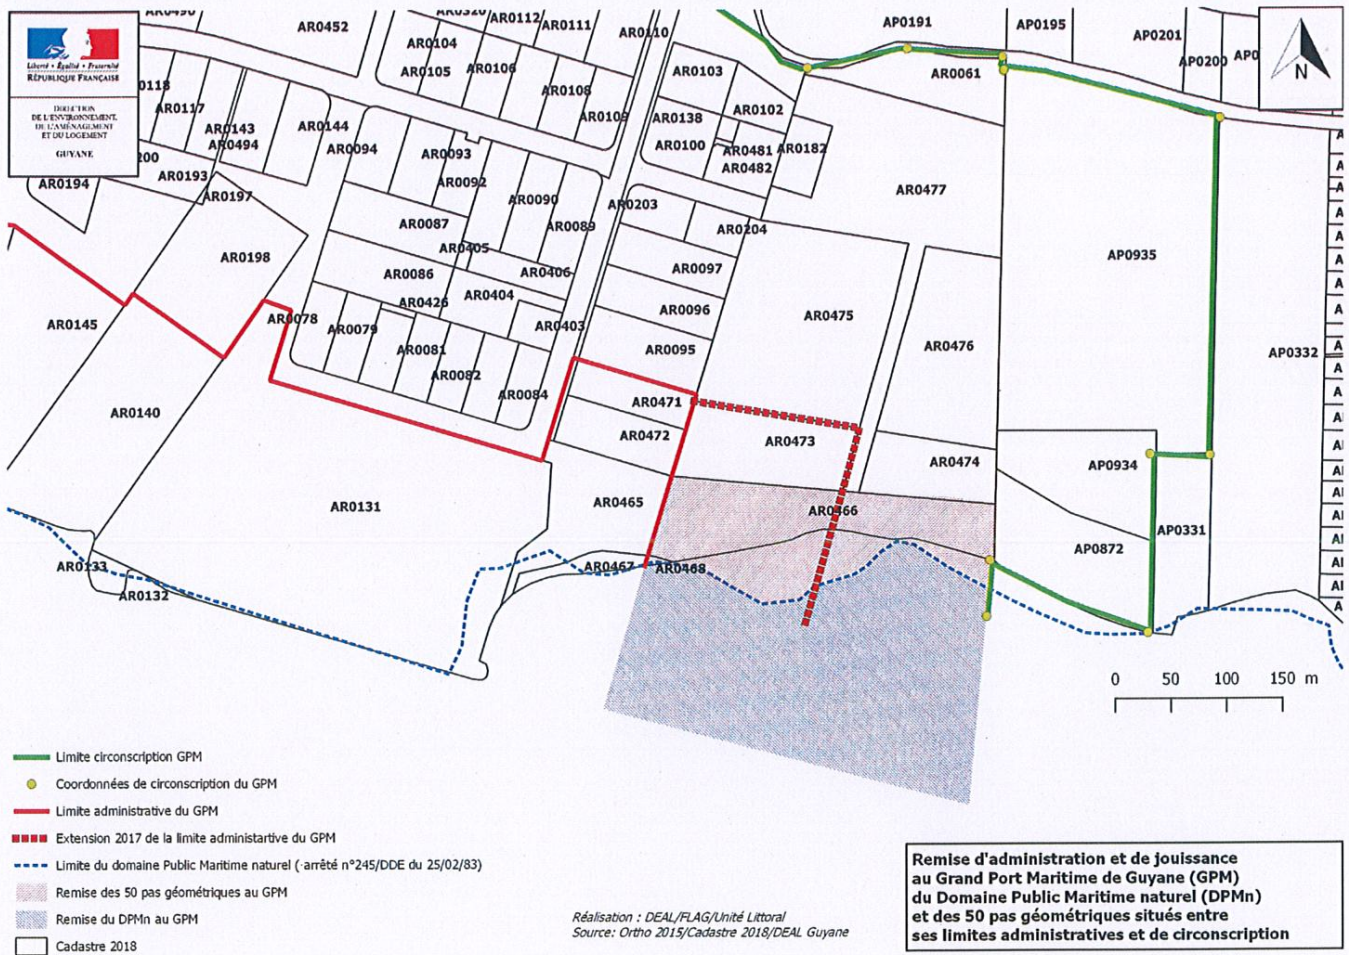 Liberté • Égalité • Fraternité
RÉPUBLIQUE FRANÇAISE
DIRECTION
DE L'ENVIRONNEMENT,
DE L'AMÉNAGEMENT
ET DU LOGEMENT
GUYANE
AR0452
AR0112
AR0111
AR0110
AP0191
AP0195
AP0201
AR0104
AR0105
AR0106
AR0108
AR0109
AR0103
AR0102
AR0061
AP0200
N
AR0117
AR0143
AR0494
AR0144
AR0094
AR0093
AR0092
AR0138
AR0100
AR0481
AR0482
AR0182
AR0194
AR0193
AR0197
AR0090
AR0089
AR0203
AR0204
AR0477
AP0935
AR0087
AR0405
AR0406
AR0198
AR0086
AR0426
AR0404
AR0403
AR0097
AR0096
AR0095
AR0475
AR0476
AP0332
AR0145
AR0078
AR0079
AR0081
AR0082
AR0084
AR0140
AR0471
AR0472
AR0473
AR0474
AP0934
AR0131
AR0465
AR0466
AP0872
AP0331
AR0133
AR0132
AR0467
AR0468
0 50 100 150 m
Limite circonscription GPM
Coordonnées de circonscription du GPM
Limite administrative du GPM
Extension 2017 de la limite administartive du GPM
Limite du domaine Public Maritime naturel (·arrêté n°245/DDE du 25/02/83)
Remise des 50 pas géométriques au GPM
Remise du DPMn au GPM
Cadastre 2018
Réalisation : DEAL/FLAG/Unité Littoral
Source: Ortho 2015/Cadastre 2018/DEAL Guyane
Remise d'administration et de jouissance
au Grand Port Maritime de Guyane (GPM)
du Domaine Public Maritime naturel (DPMn)
et des 50 pas géométriques situés entre
ses limites administratives et de circonscription